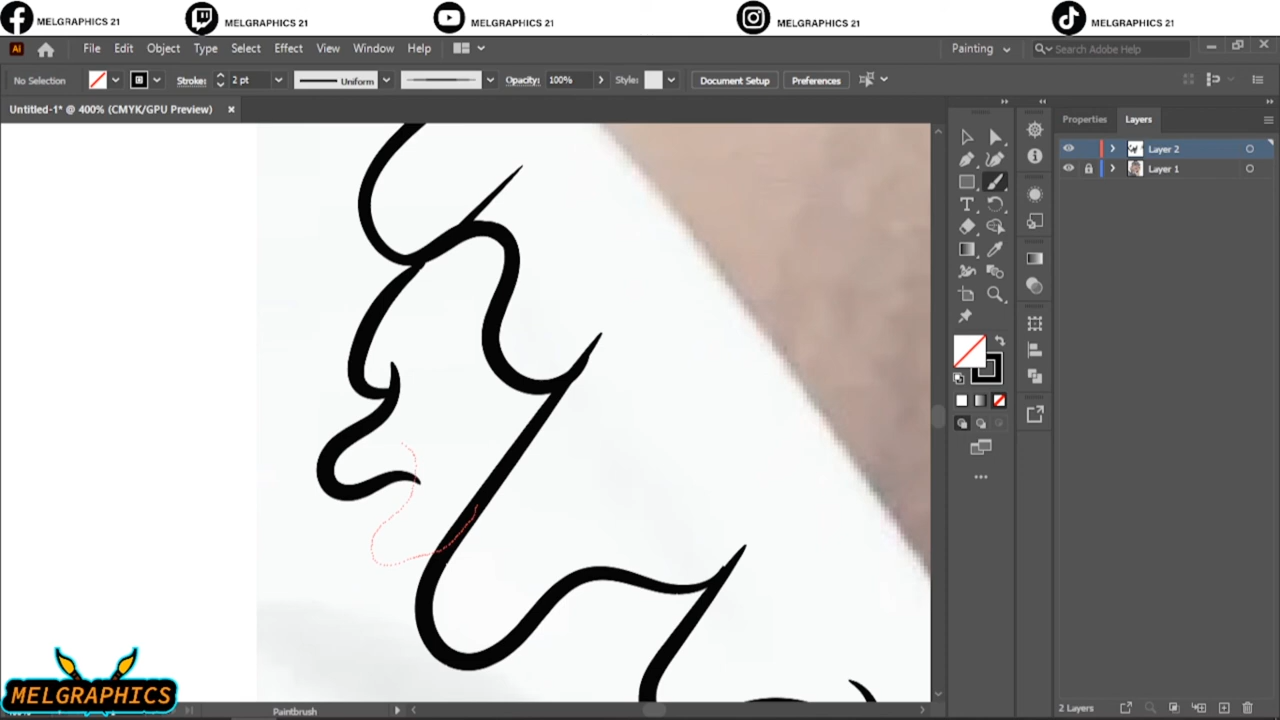 MELGRAPHICS 21 MELGRAPHICS 21 MELGRAPHICS 21 MELGRAPHICS 21 MELGRAPHICS 21
Ai File Edit Object Type Select Effect View Window Help Painting Search Adobe Help
No Selection Stroke: 2 pt Uniform Opacity: 100% Style: Document Setup Preferences
Untitled-1* @ 400% (CMYK/GPU Preview)
Properties Layers
Layer 2
Layer 1
MELGRAPHICS
Paintbrush
2 Layers